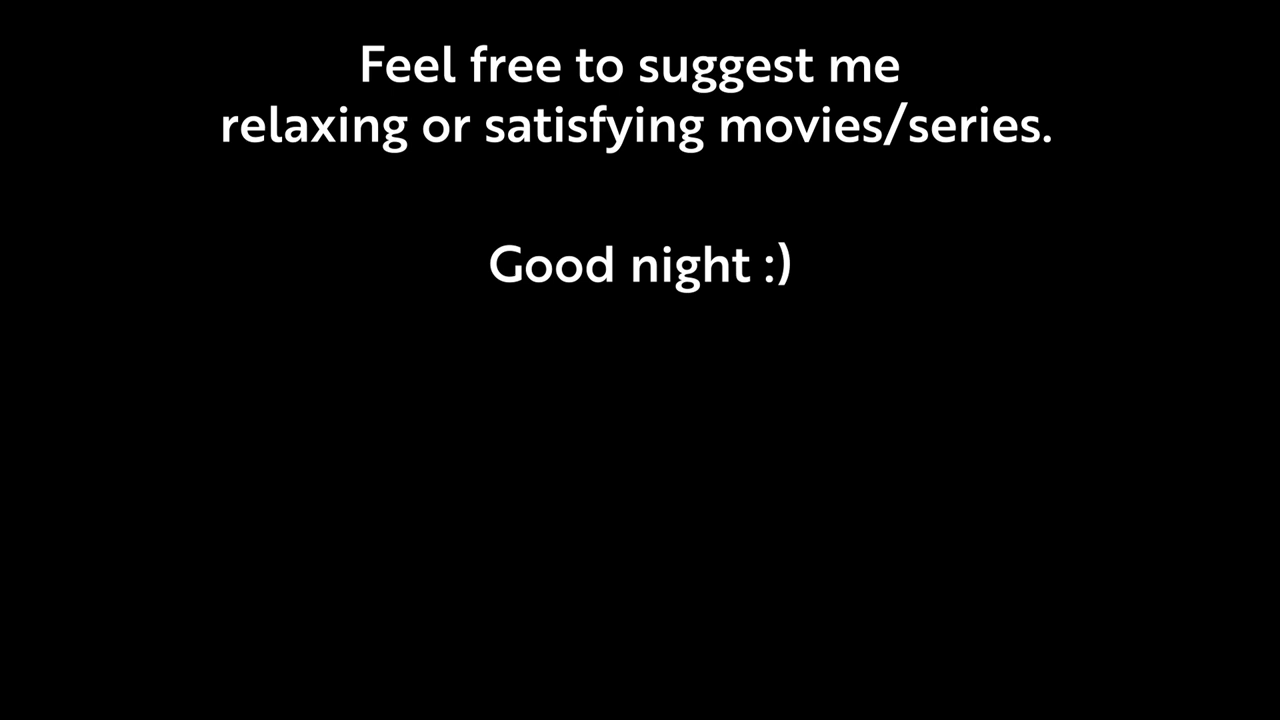 Feel free to suggest me
relaxing or satisfying movies/series.
Good night :)